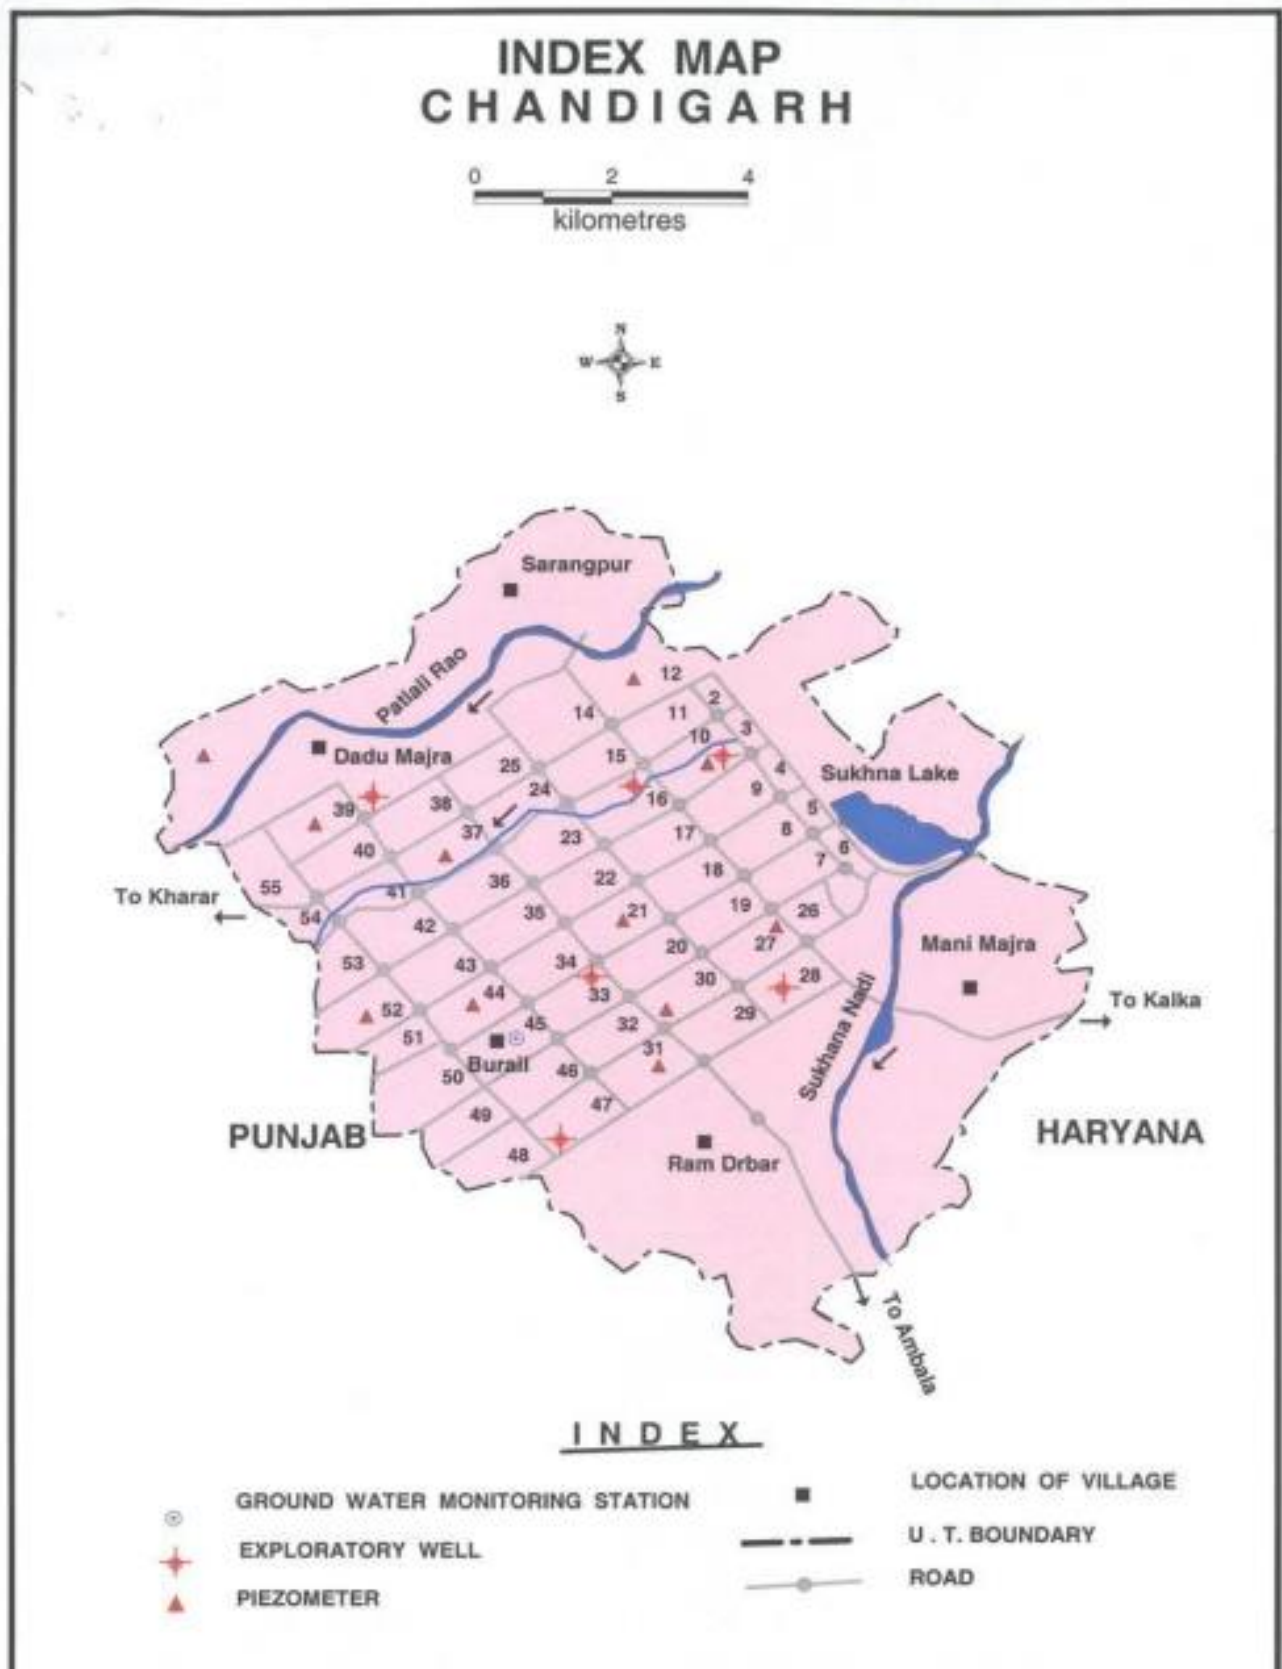 INDEX MAP
CHANDIGARH
0 2 4
kilometres
N
W E
S
Sarangpur
Patiali Rao
12
2
14
11
3
10
Dadu Majra
25
15
4
Sukhna Lake
24
16
9
5
39
38
37
23
17
8
6
40
7
55
41
36
22
18
To Kharar
54
42
35
21
19
26
53
43
34
20
27
Mani Majra
44
33
30
28
To Kalka
52
45
32
29
51
31
Sukhana Nadi
Burail
50
46
49
47
PUNJAB
HARYANA
48
Ram Drbar
To Ambala
INDEX
GROUND WATER MONITORING STATION
LOCATION OF VILLAGE
EXPLORATORY WELL
U . T. BOUNDARY
PIEZOMETER
ROAD